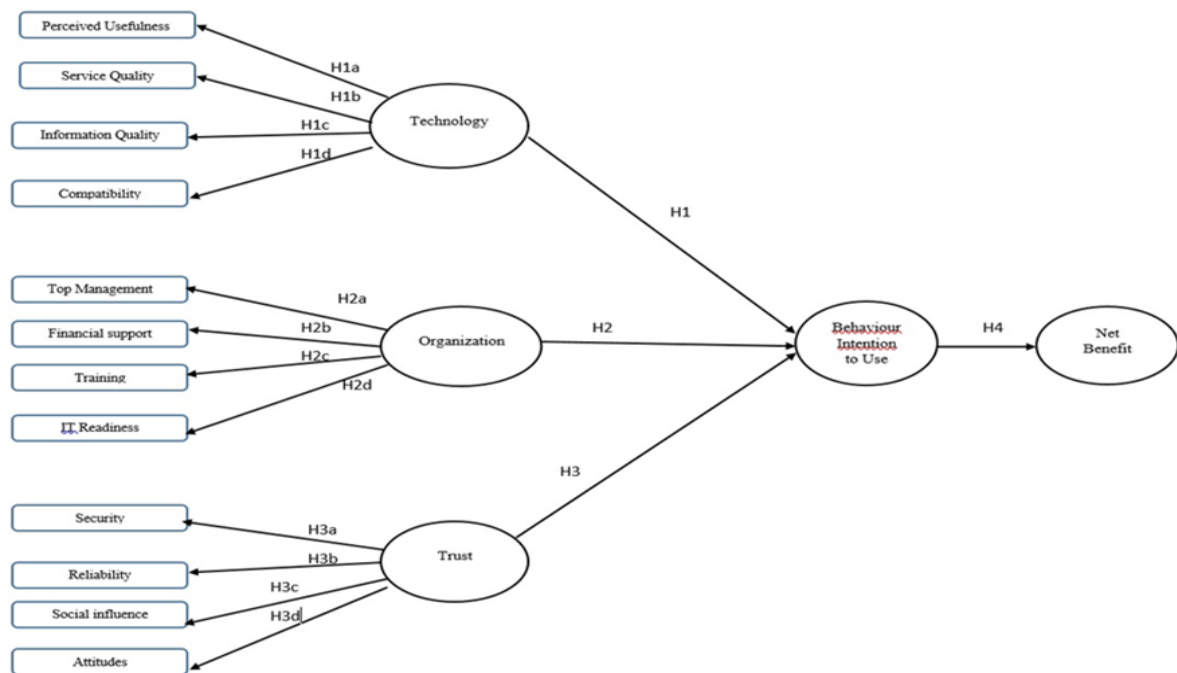 Perceived Usefulness
H1a
Service Quality
H1b
Information Quality
H1c
Technology
H1d
Compatibility
H1
Top Management
H2a
Financial support
H2b
Organization
H2
Behaviour
Intention
to Use
H4
Net
Benefit
H2c
Training
H2d
IT Readiness
H3
Security
H3a
Trust
H3b
Reliability
H3c
Social influence
H3d
Attitudes